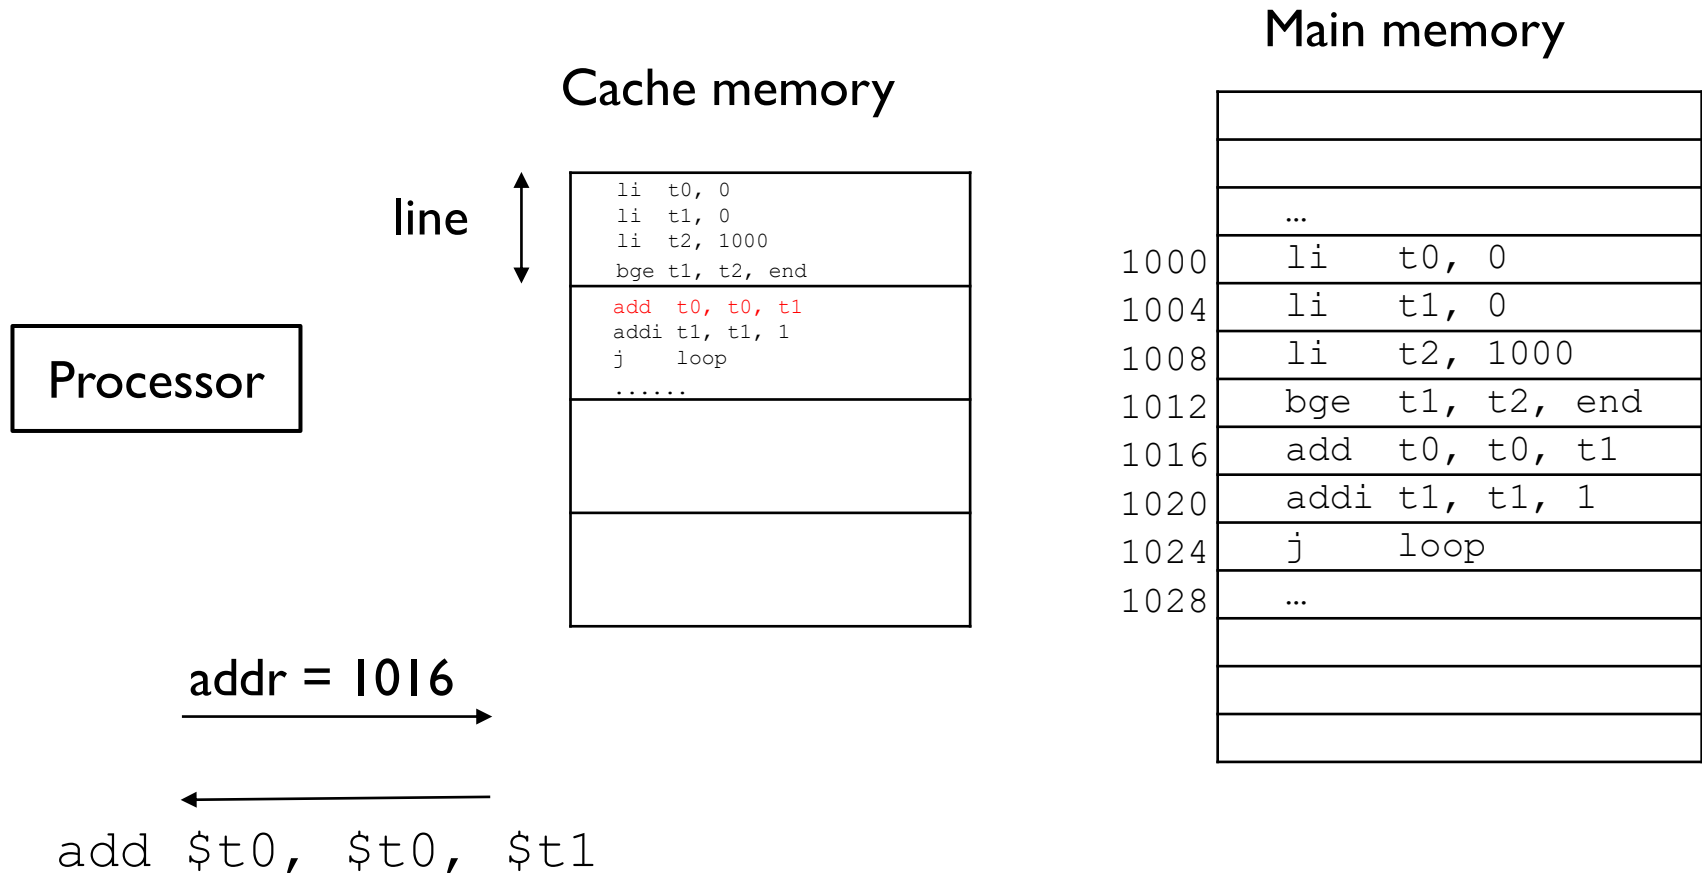 Main memory
Cache memory
line
li t0, 0
li t1, 0
li t2, 1000
bge t1, t2, end
add t0, t0, t1
addi t1, t1, 1
j loop
......
Processor
…
1000 li t0, 0
1004 li t1, 0
1008 li t2, 1000
1012 bge t1, t2, end
1016 add t0, t0, t1
1020 addi t1, t1, 1
1024 j loop
1028 …
addr = 1016
add $t0, $t0, $t1